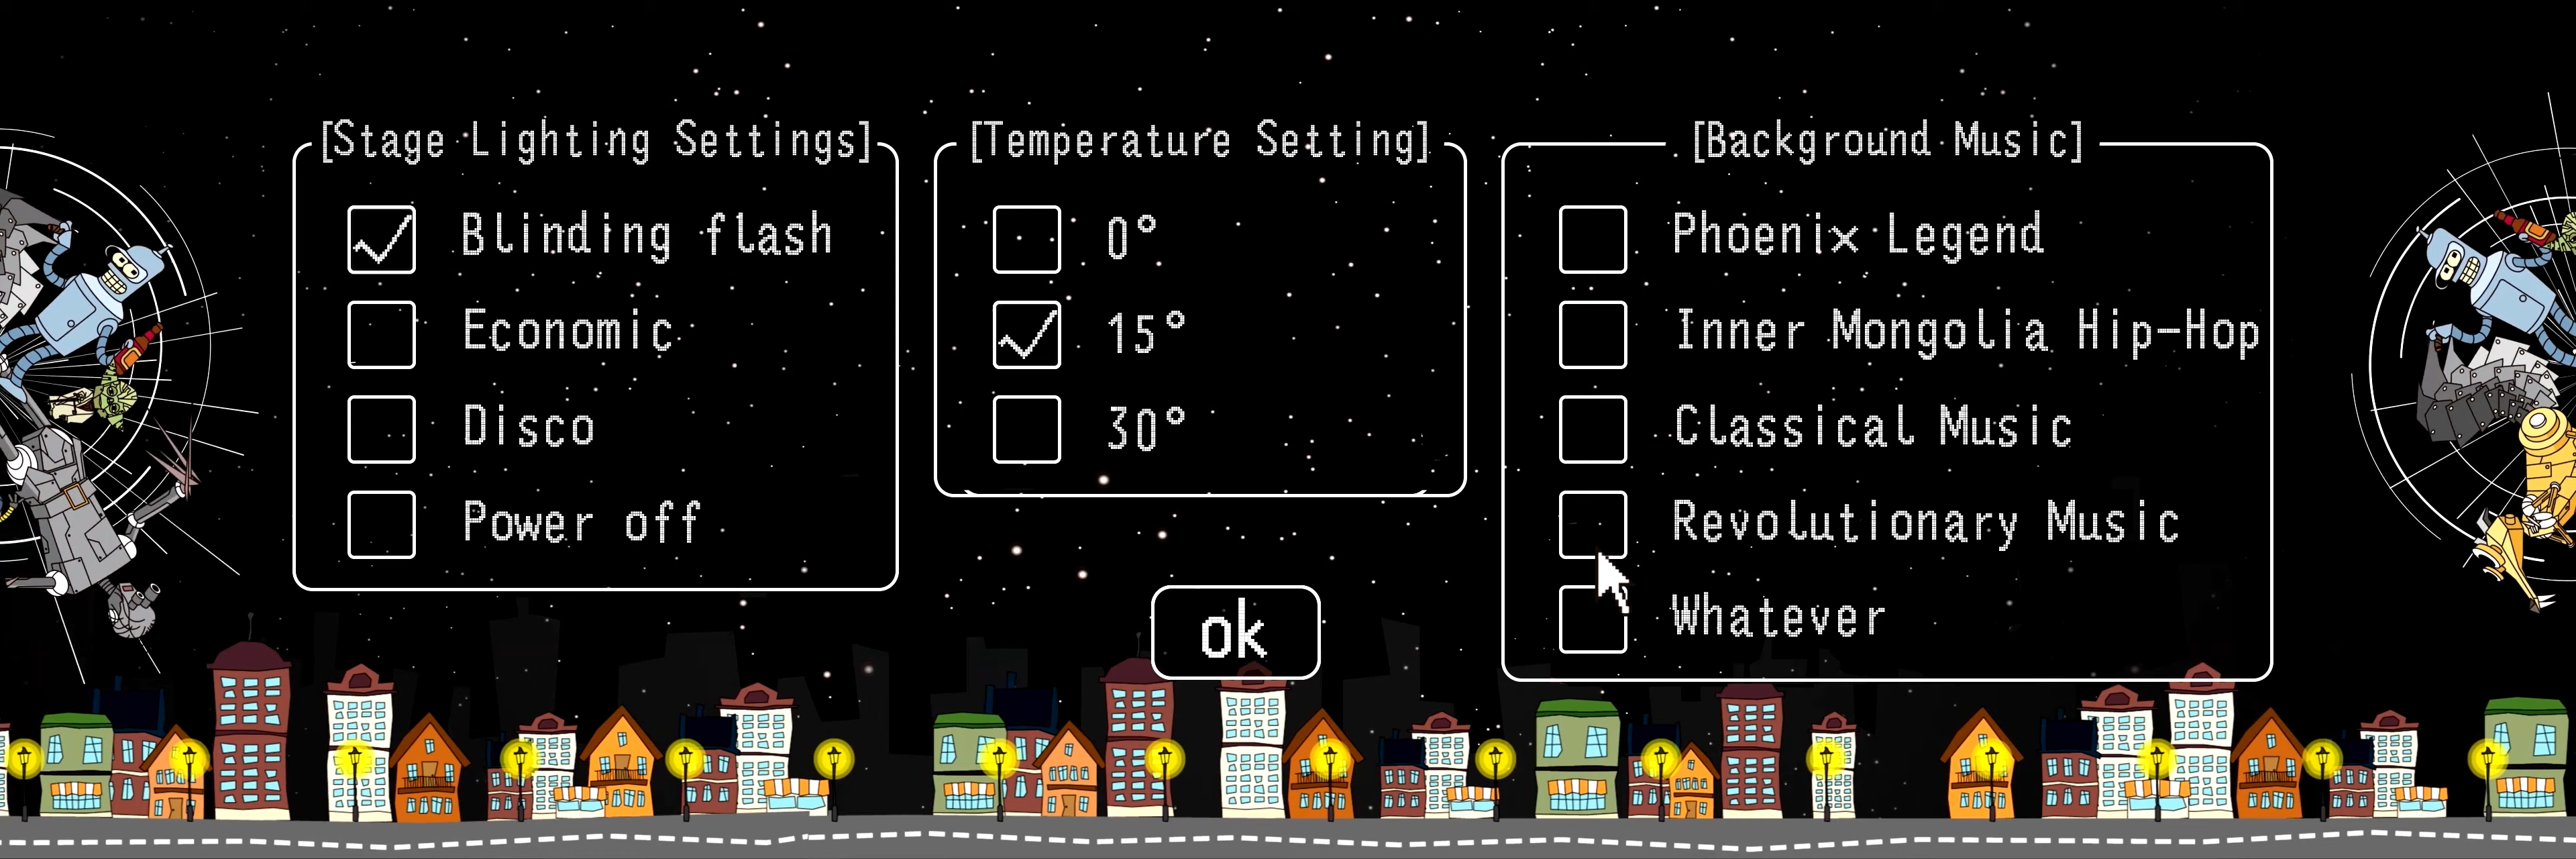 [Stage Lighting Settings]
Blinding flash
Economic
Disco
Power off
[Temperature Setting]
0°
15°
30°
[Background Music]
Phoenix Legend
Inner Mongolia Hip-Hop
Classical Music
Revolutionary Music
Whatever
ok